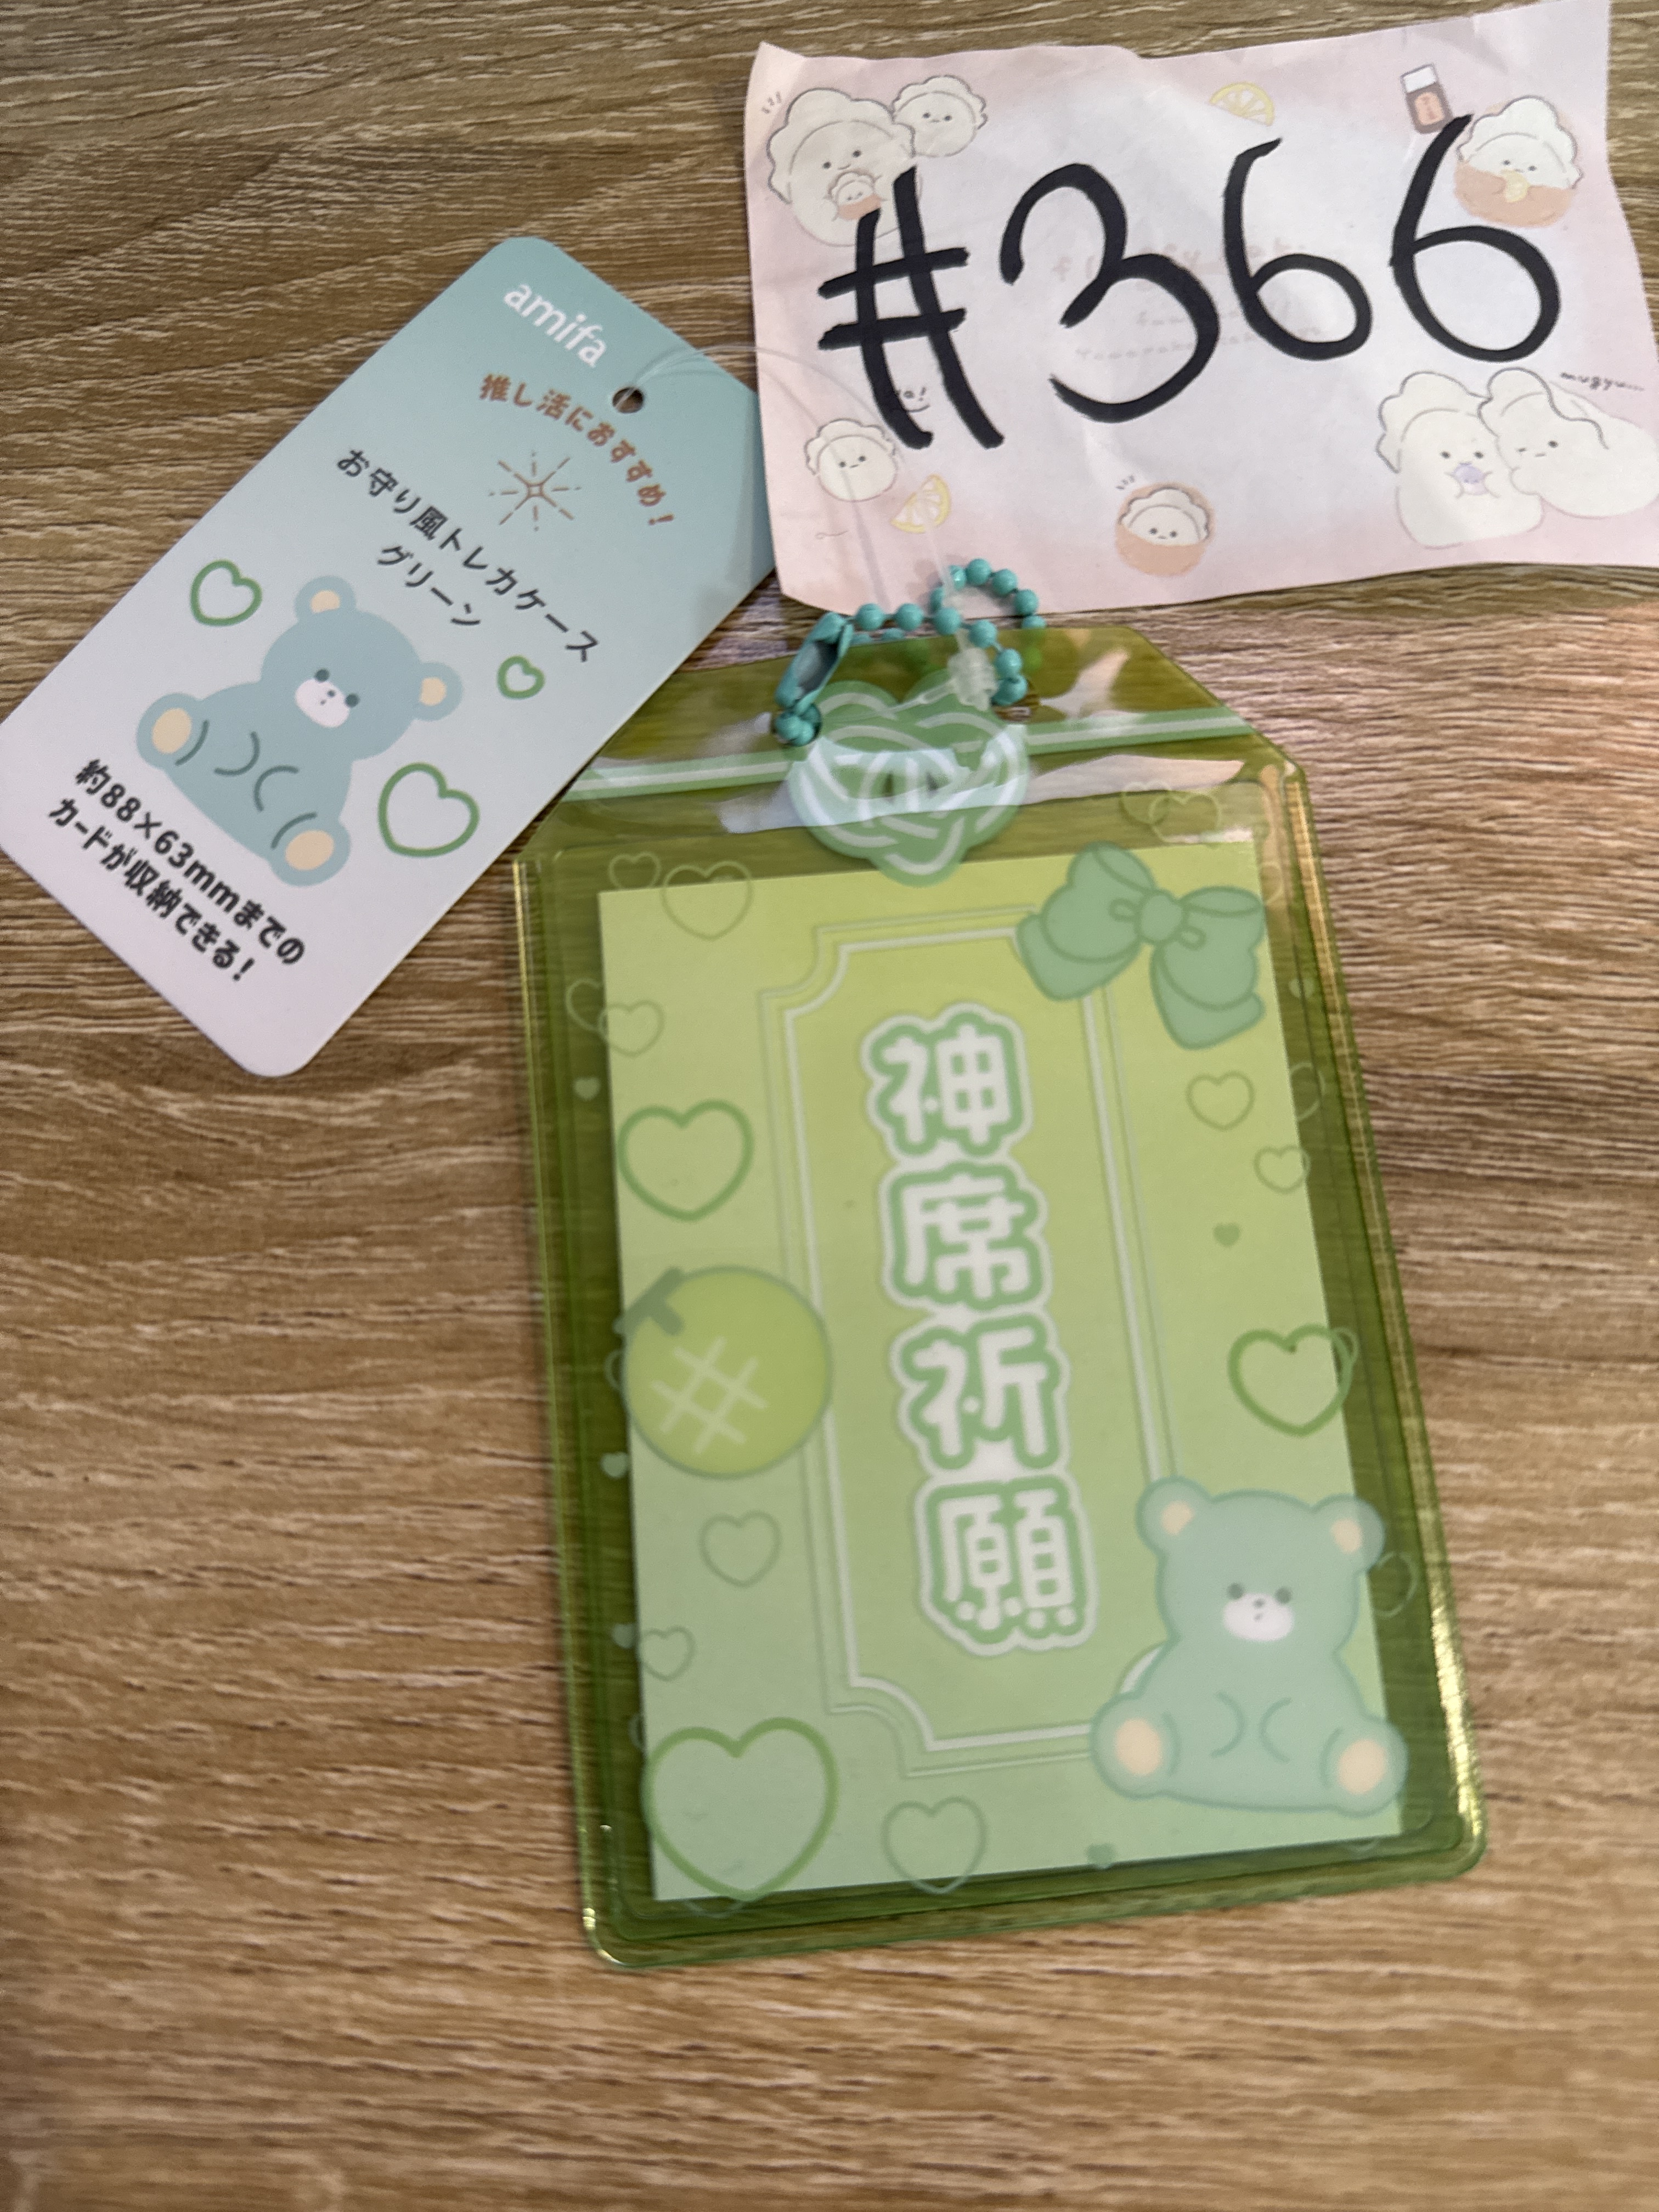 #366
mugyu...
amifa
推し活におすすめ!
お守り風トレカケース
グリーン
約88×63mmまでの
カードが収納できる!
神席祈願